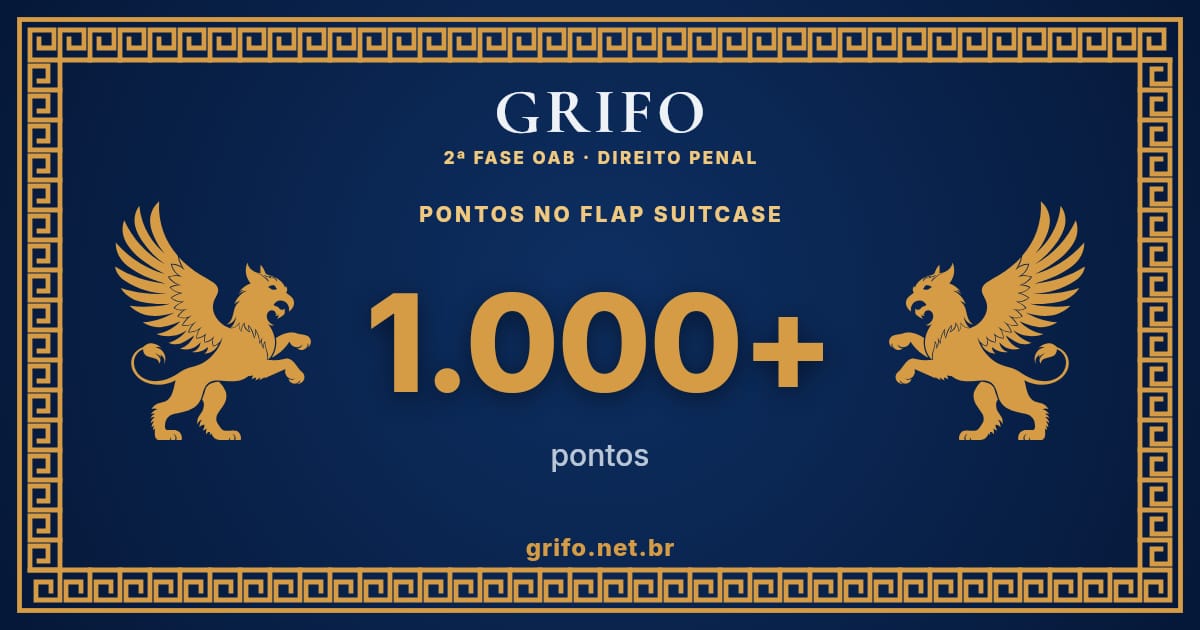 GRIFO
2ª FASE OAB · DIREITO PENAL
PONTOS NO FLAP SUITCASE
1.000+
pontos
grifo.net.br